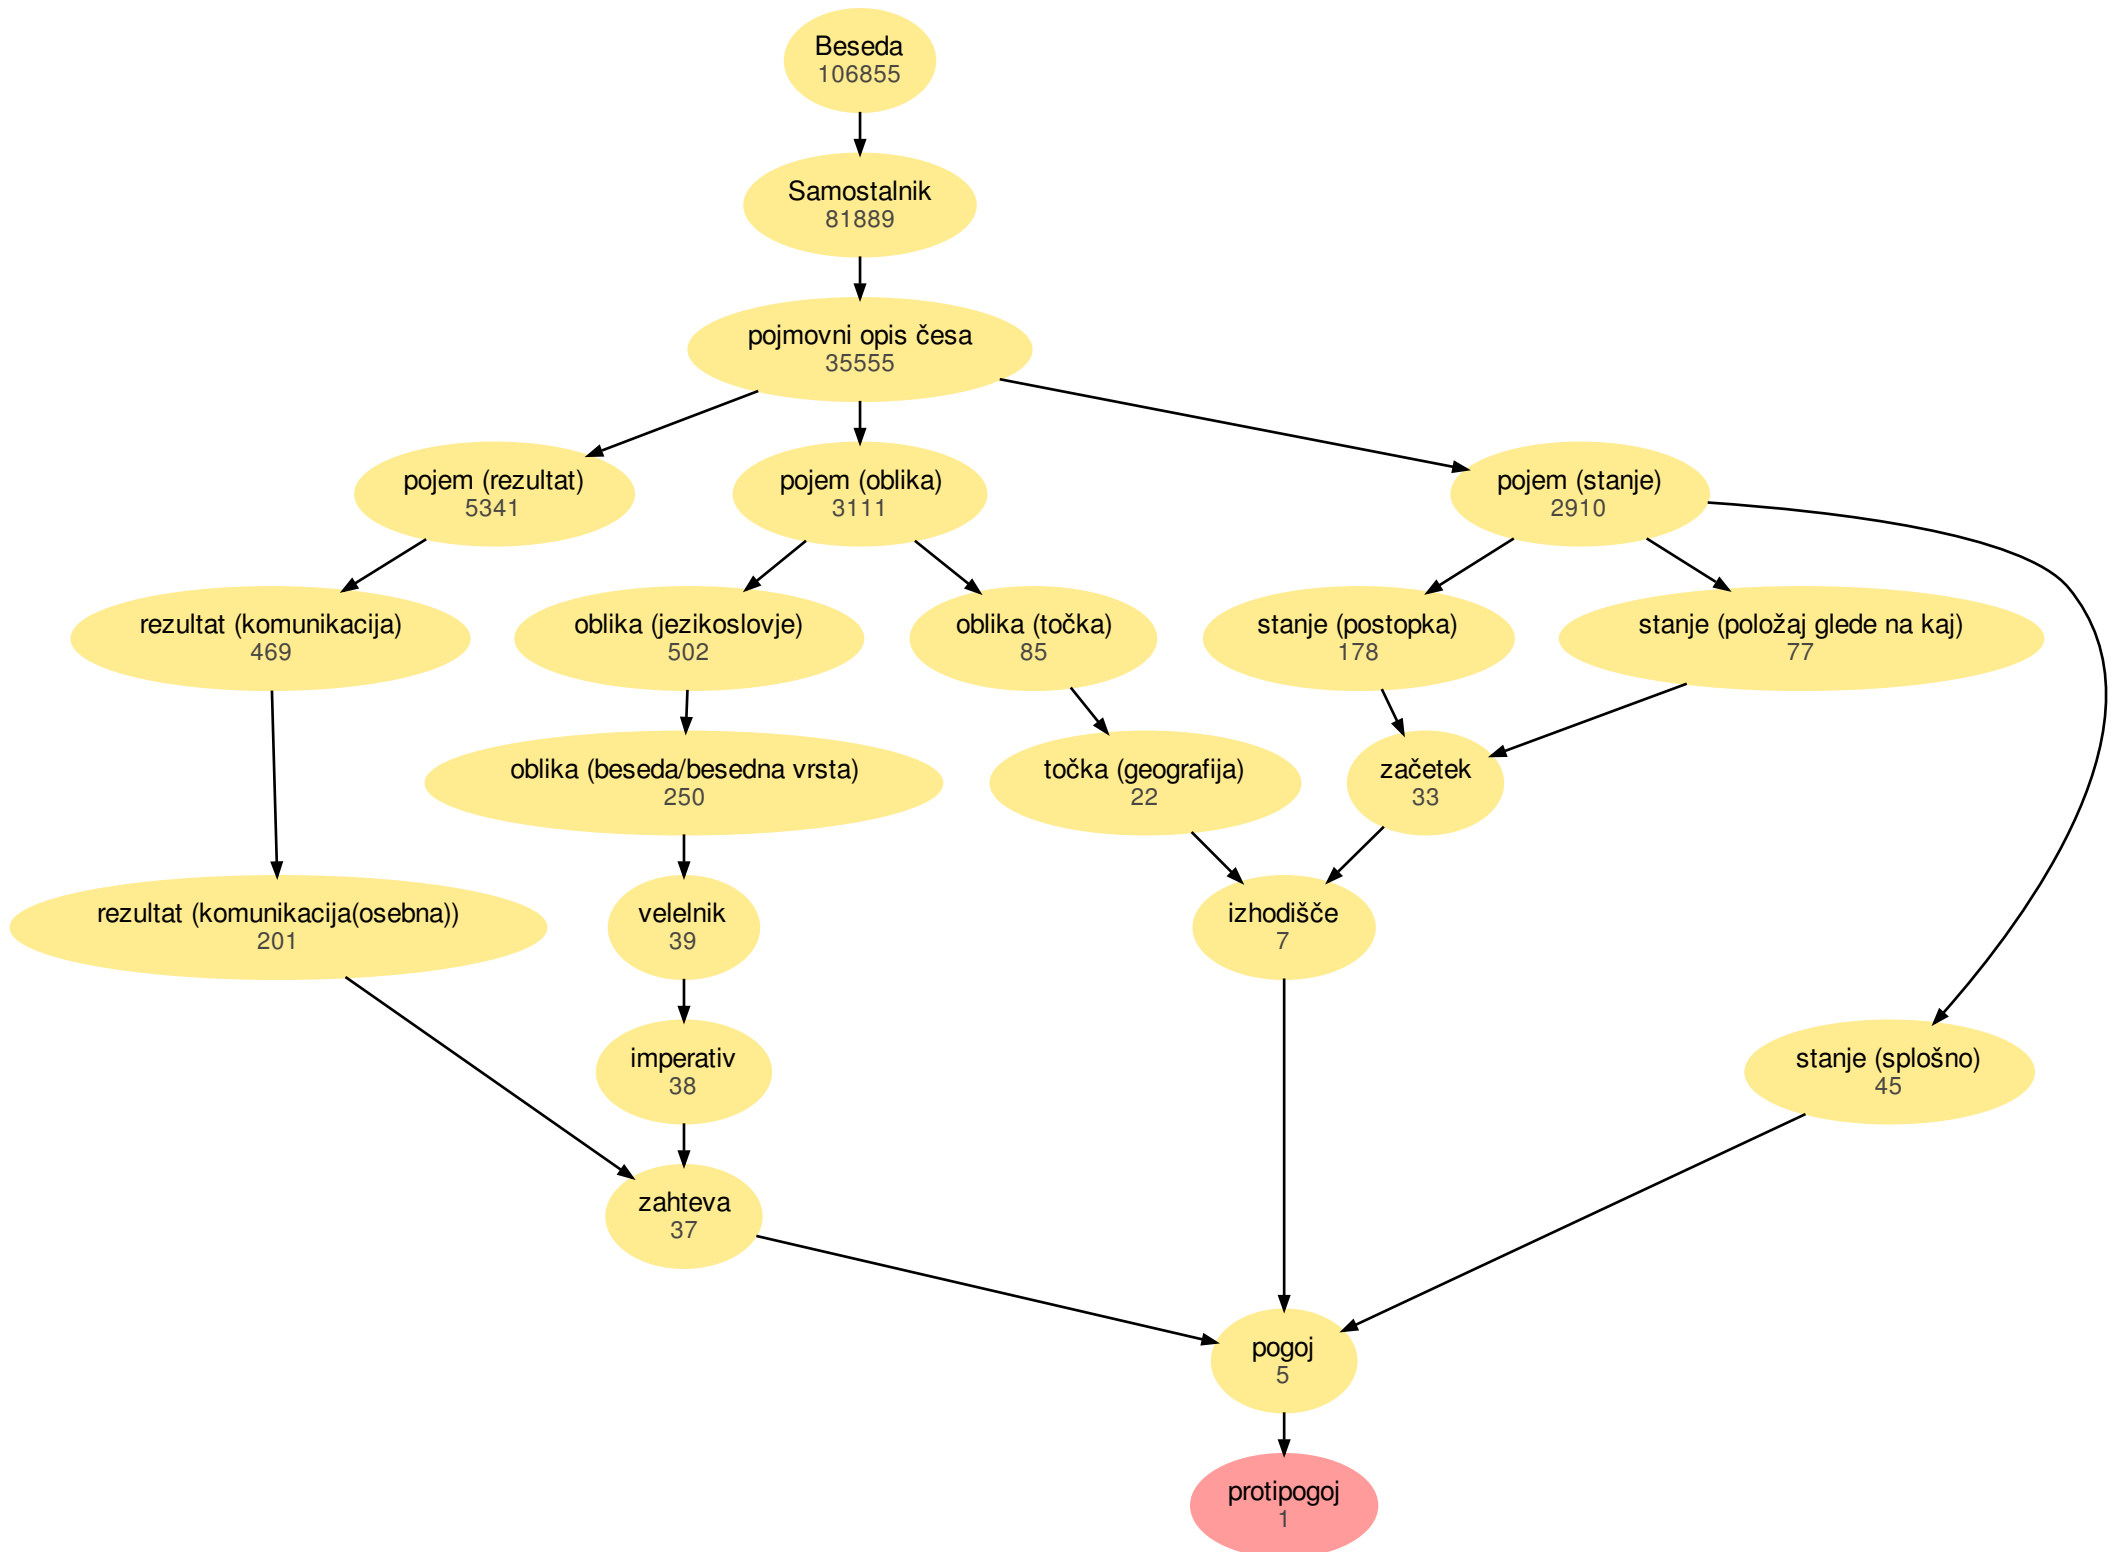 Beseda
106855
Samostalnik
81889
pojmovni opis česa
35555
pojem (rezultat)
5341
pojem (oblika)
3111
pojem (stanje)
2910
rezultat (komunikacija)
469
oblika (jezikoslovje)
502
oblika (točka)
85
stanje (postopka)
178
stanje (položaj glede na kaj)
77
oblika (beseda/besedna vrsta)
250
točka (geografija)
22
začetek
33
rezultat (komunikacija(osebna))
201
velelnik
39
izhodišče
7
imperativ
38
stanje (splošno)
45
zahteva
37
pogoj
5
protipogoj
1